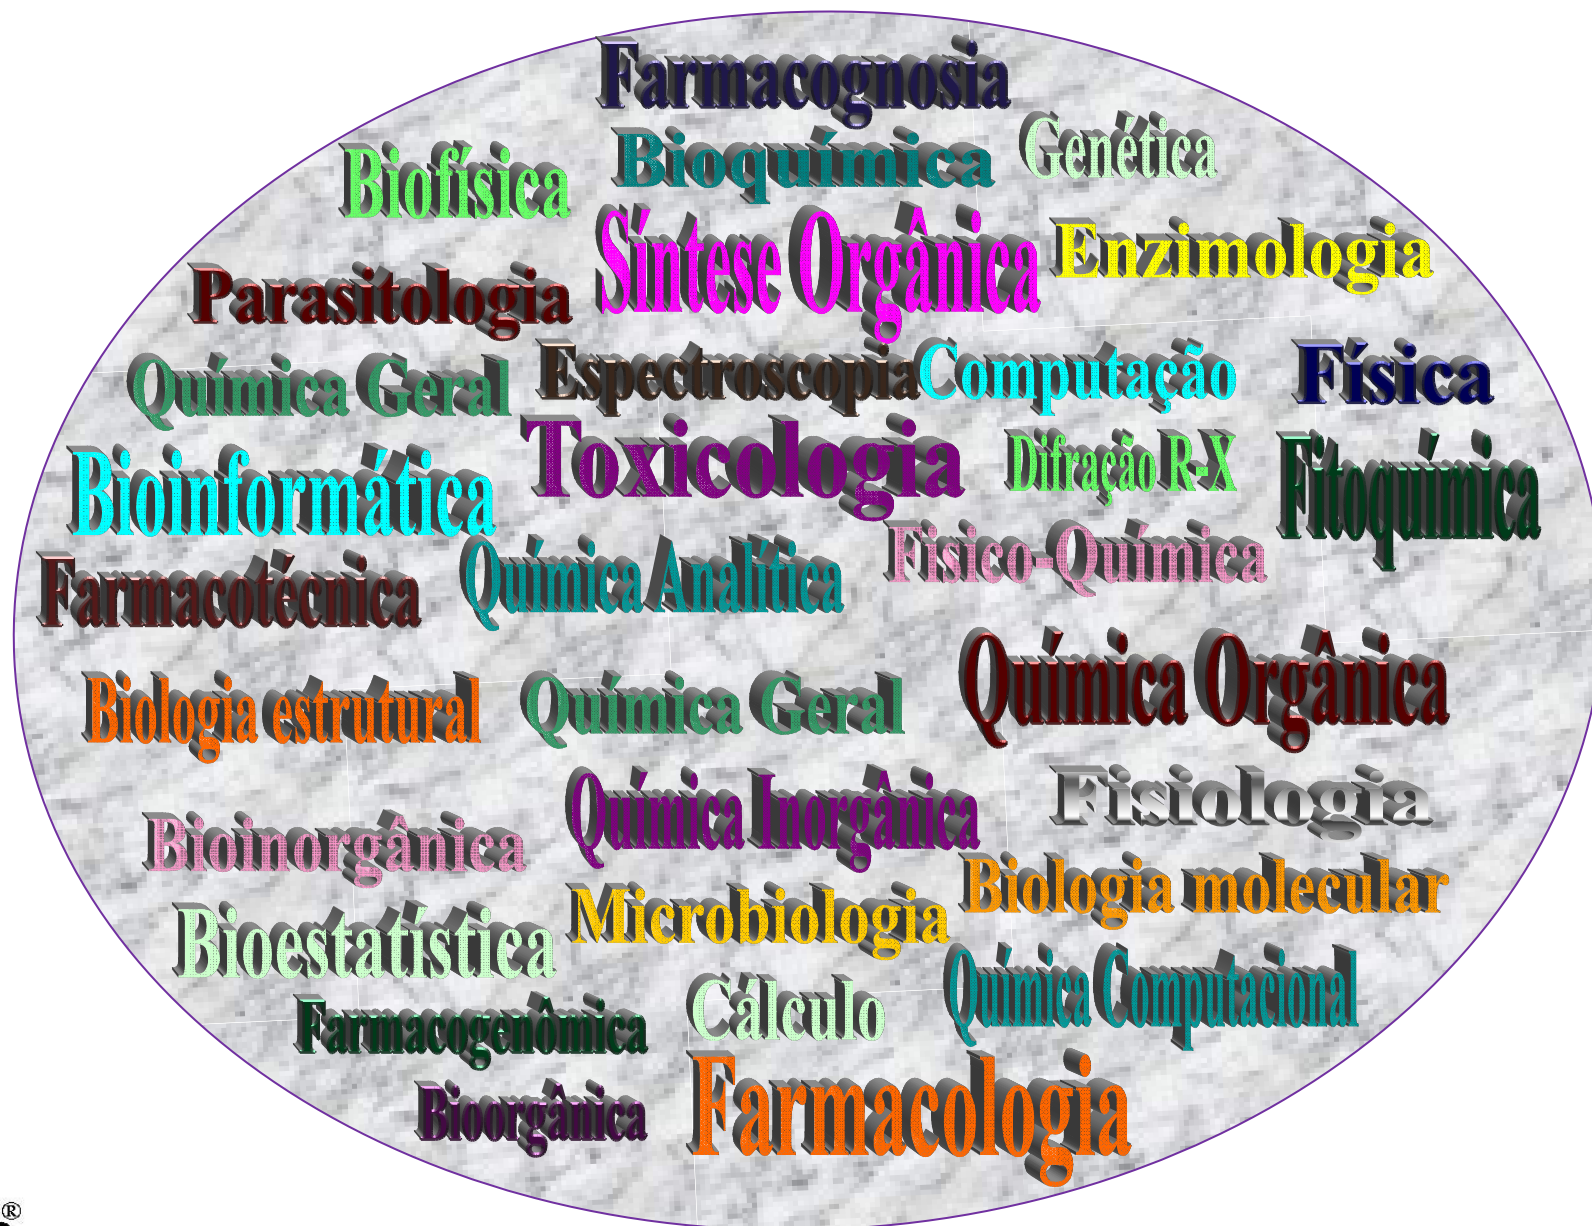 Farmacognosia
Genética
Biofísica
Bioquímica
Síntese Orgânica
Enzimologia
Parasitologia
Química Geral
Espectroscopia
Computação
Física
Toxicologia
Difração R-X
Fitoquímica
Bioinformática
Farmacotécnica
Química Analítica
Fisico-Química
Química Orgânica
Biologia estrutural
Química Geral
Fisiologia
Química Inorgânica
Bioinorgânica
Biologia molecular
Microbiologia
Bioestatística
Química Computacional
Cálculo
Farmacogenômica
Farmacologia
Bioorgânica
®